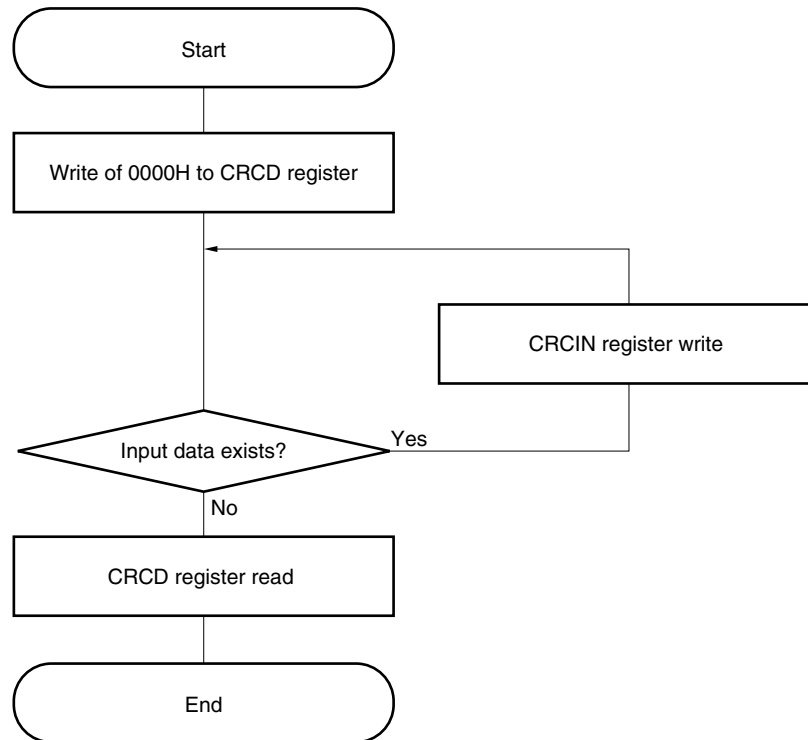 Start
Write of 0000H to CRCD register
CRCIN register write
Input data exists?
Yes
No
CRCD register read
End